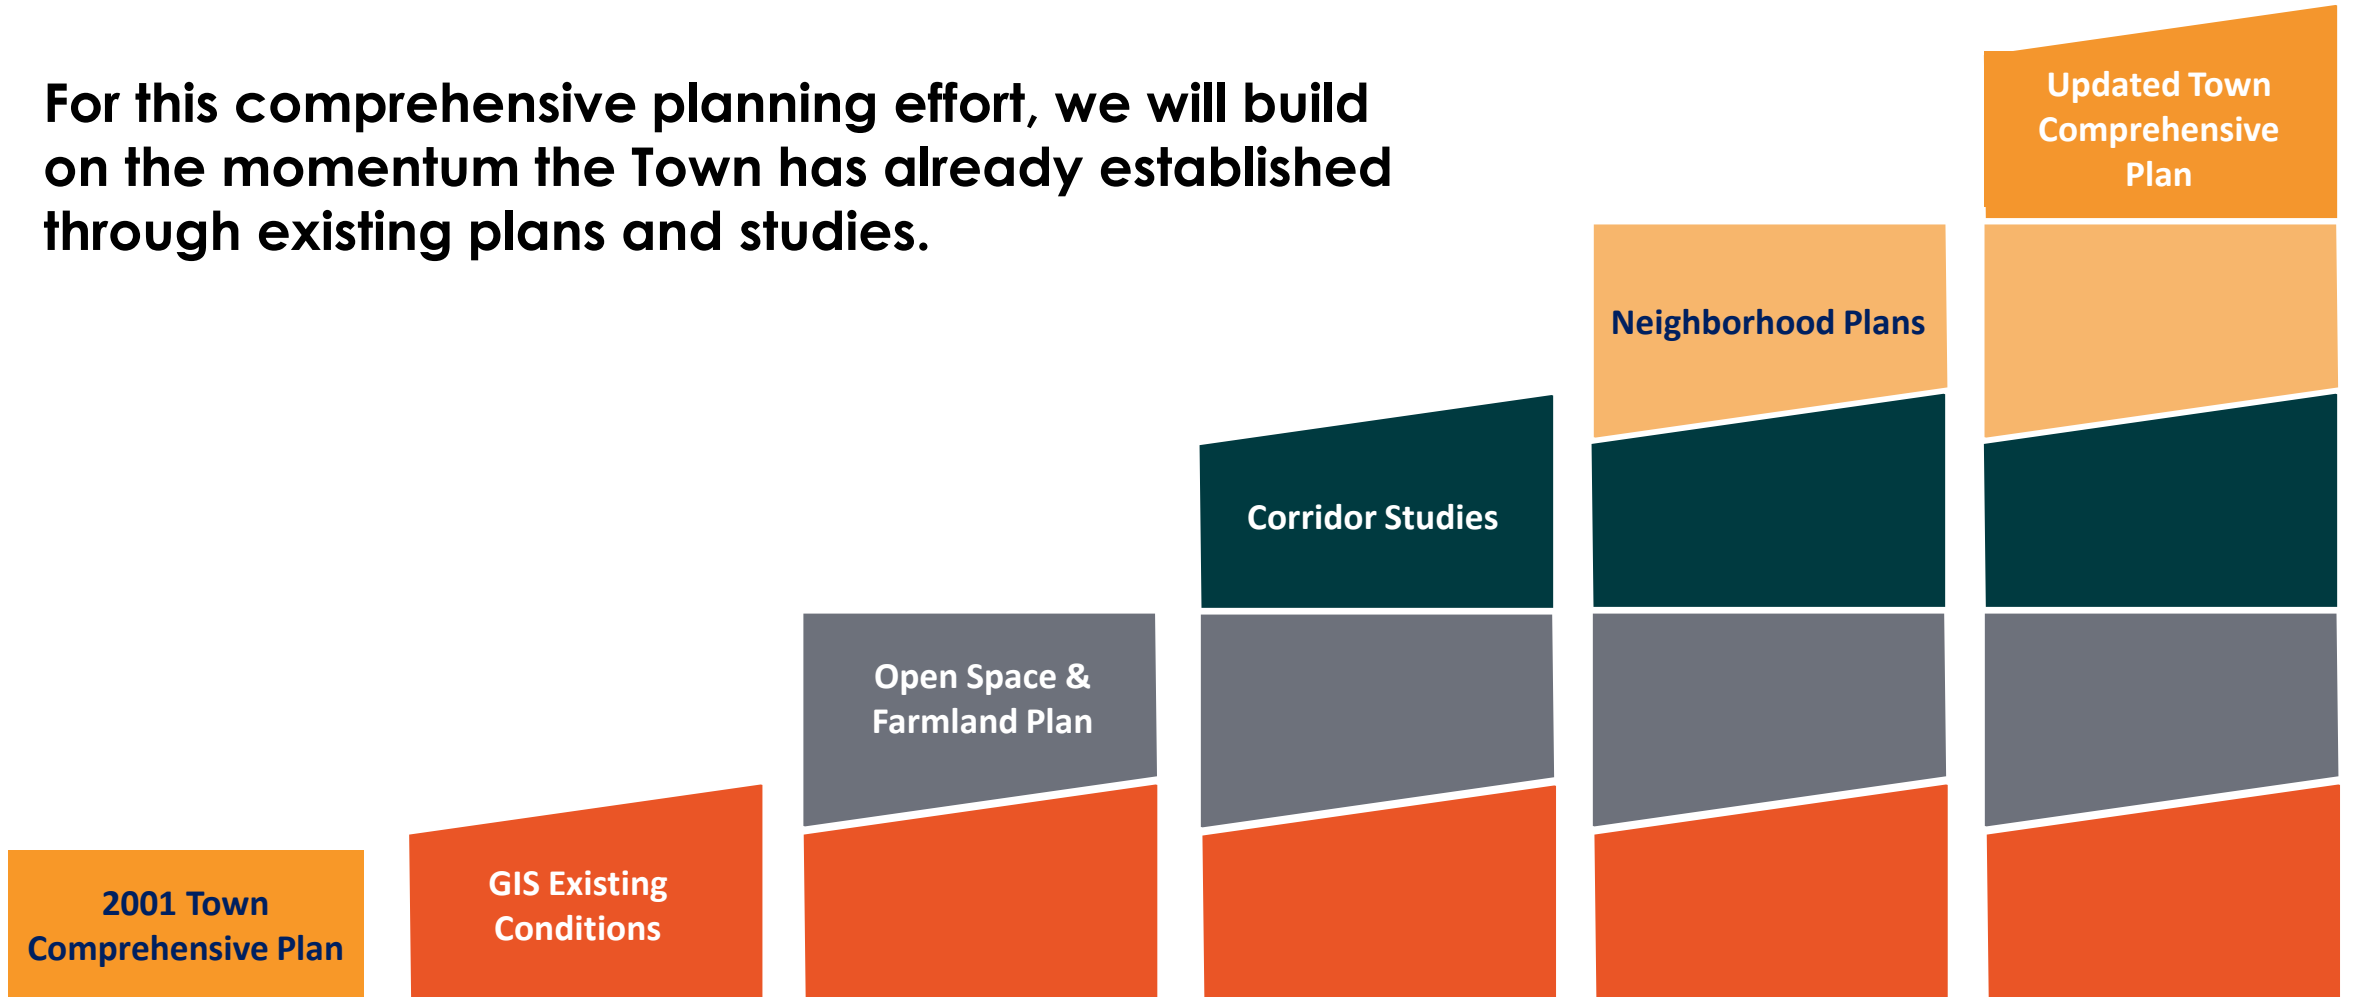 For this comprehensive planning effort, we will build
on the momentum the Town has already established
through existing plans and studies.
Updated Town
Comprehensive
Plan
Neighborhood Plans
Corridor Studies
Open Space &
Farmland Plan
GIS Existing
Conditions
2001 Town
Comprehensive Plan